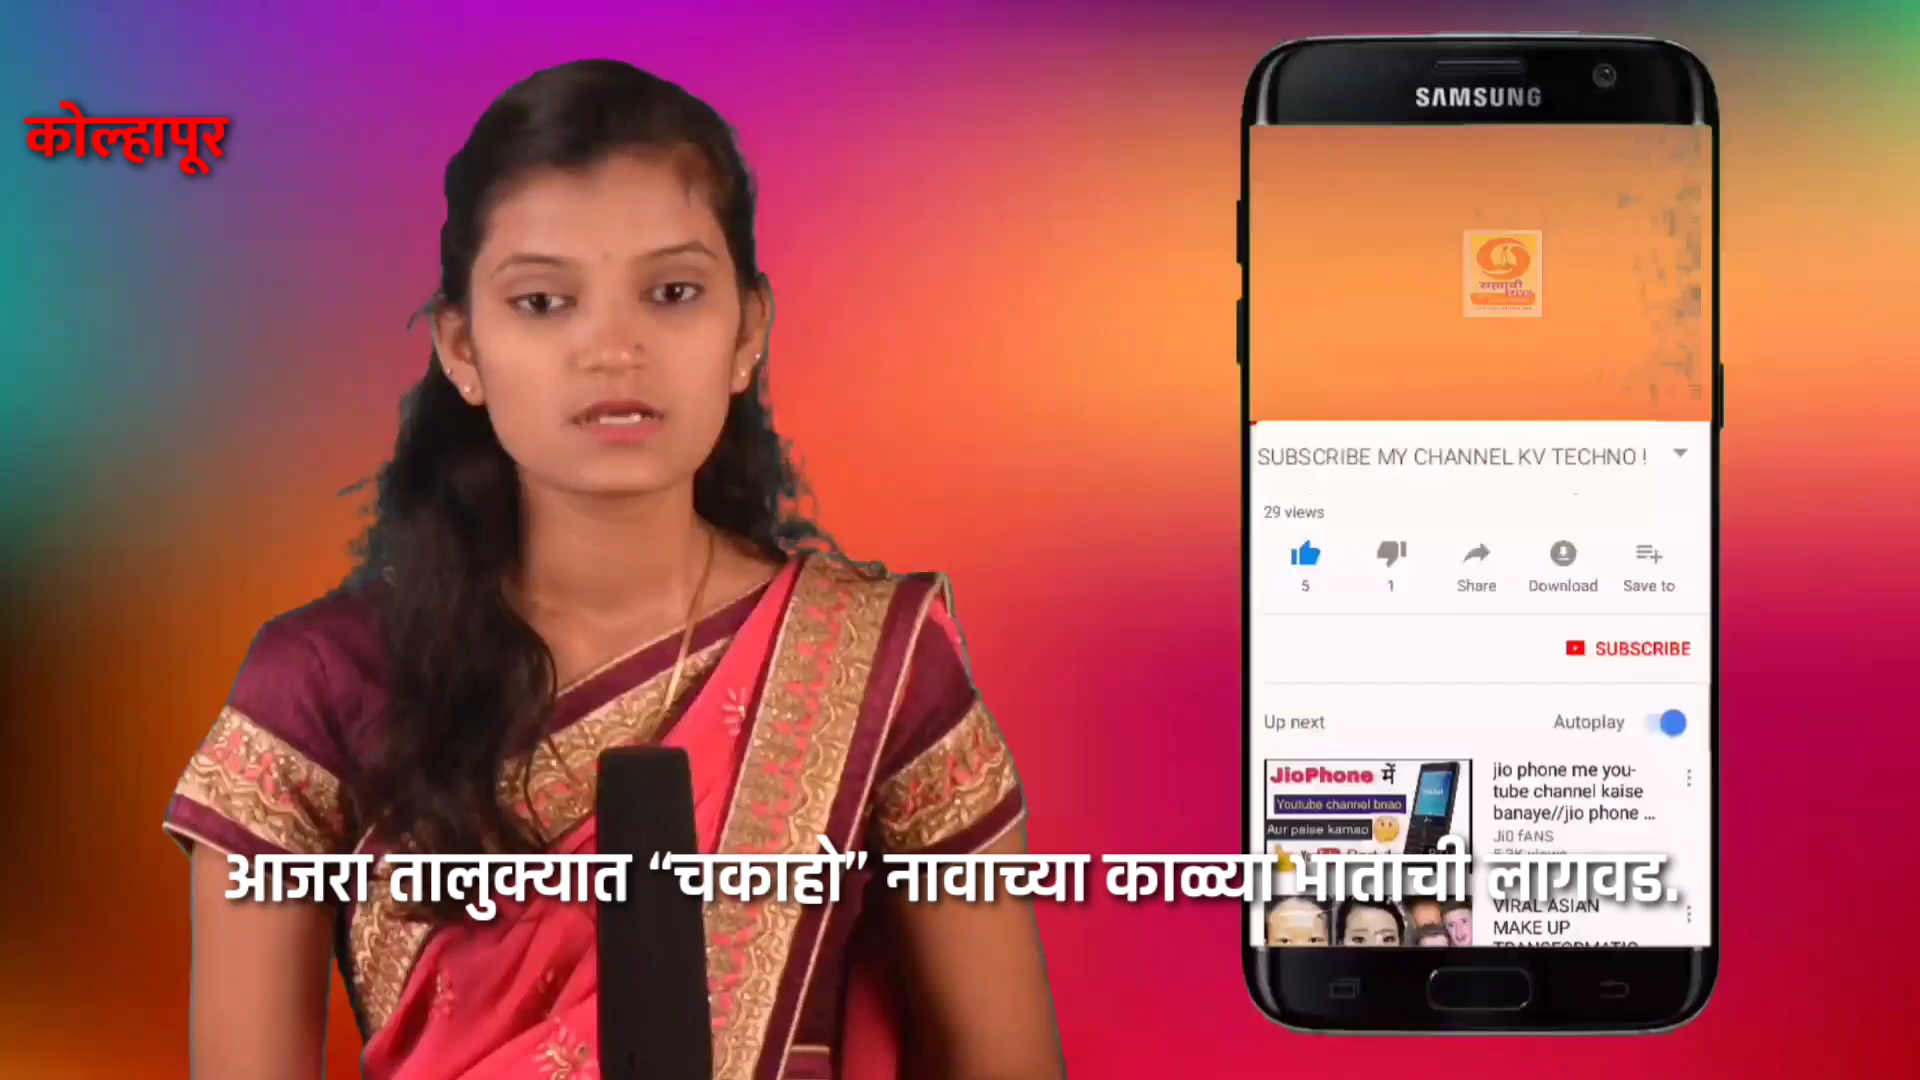 कोल्हापूर
SAMSUNG
SUBSCRIBE MY CHANNEL KV TECHNO !
29 views
5
1
Share
Download
Save to
SUBSCRIBE
Up next
Autoplay
JioPhone में
Youtube channel bnao
Aur paise kamao
jio phone me you-
tube channel kaise
banaye//jio phone ...
JiO fANS
आजरा तालुक्यात “चकाहो” नावाच्या काळ्या भाताची लागवड.
VIRAL ASIAN
MAKE UP